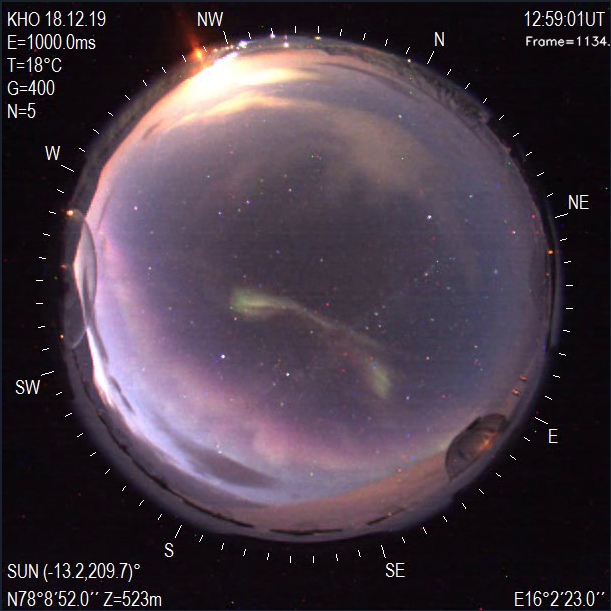 KHO 18.12.19
E=1000.0ms
T=18°C
G=400
N=5
12:59:01UT
Frame=1134.
NW
N
W
NE
SW
E
S
SE
SUN (-13.2,209.7)°
N78°8´52.0´´ Z=523m
E16°2´23.0´´